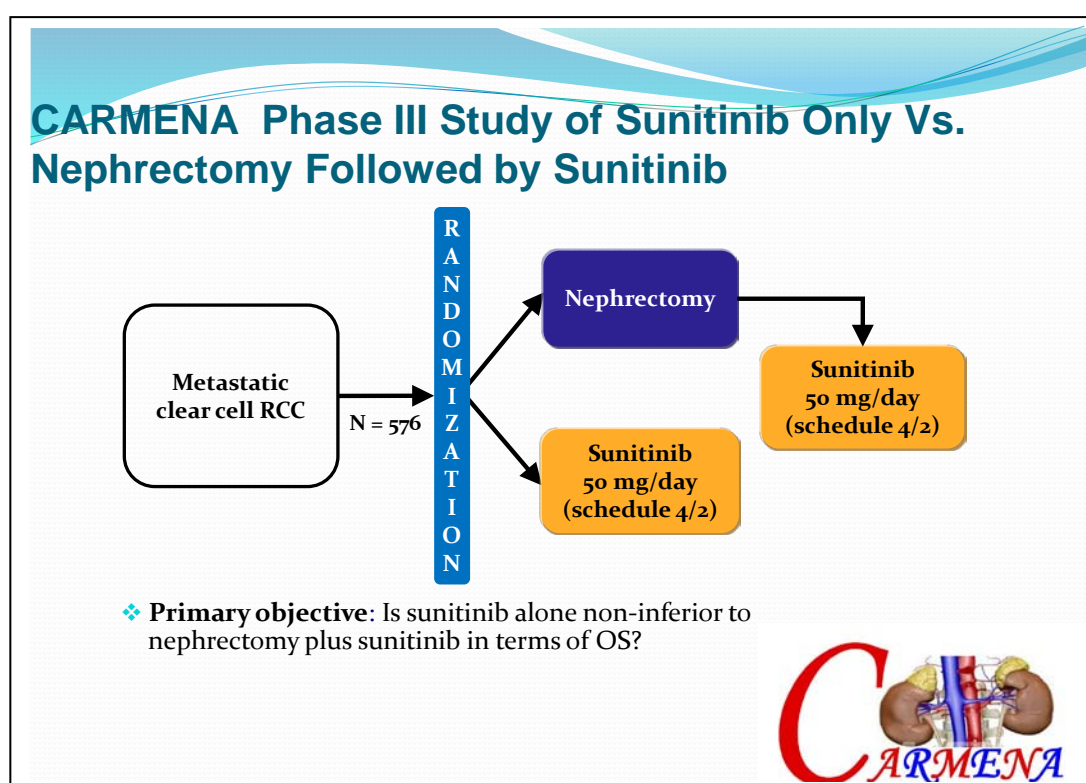 CARMENA Phase III Study of Sunitinib Only Vs.
Nephrectomy Followed by Sunitinib
Metastatic
clear cell RCC
N = 576
RANDOMIZATION
Nephrectomy
Sunitinib
50 mg/day
(schedule 4/2)
Sunitinib
50 mg/day
(schedule 4/2)
❖ Primary objective: Is sunitinib alone non-inferior to
nephrectomy plus sunitinib in terms of OS?
CARMENA